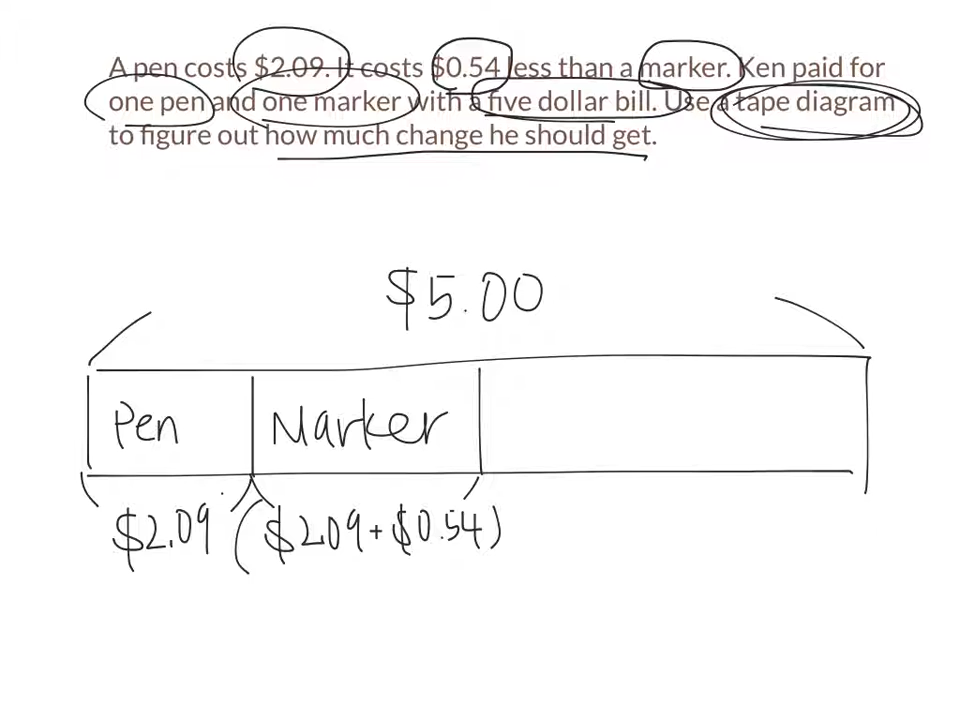 A pen costs $2.09. It costs $0.54 less than a marker. Ken paid for
one pen and one marker with a five dollar bill. Use a tape diagram
to figure out how much change he should get.
$5.00
Pen Marker
$2.09 ($2.09+$0.54)